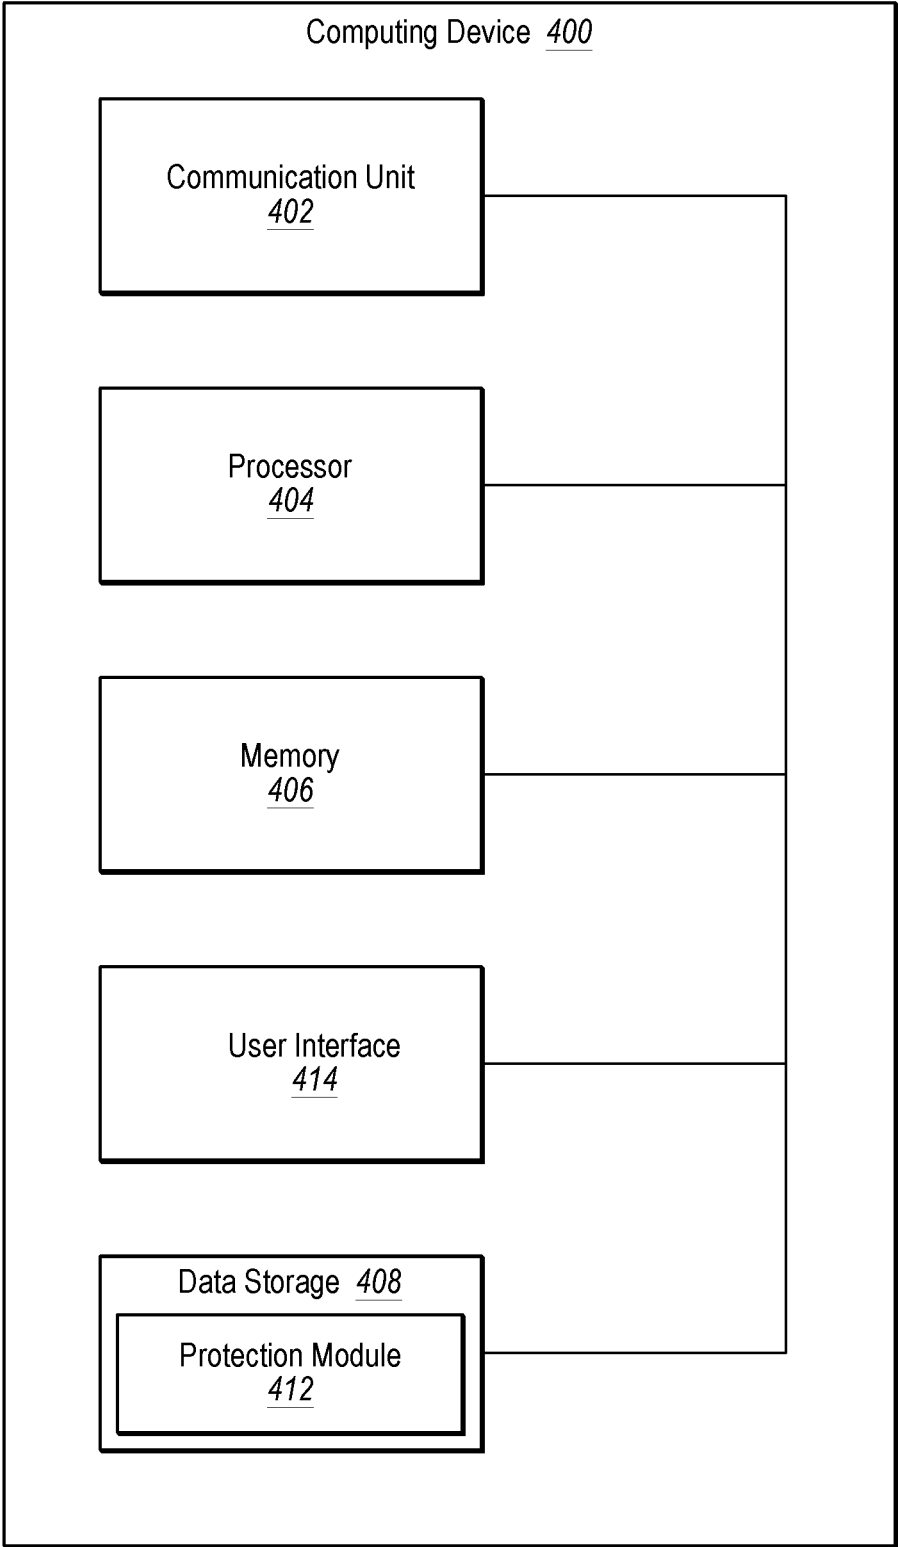 Computing Device 400
Communication Unit
402
Processor
404
Memory
406
User Interface
414
Data Storage 408
Protection Module
412